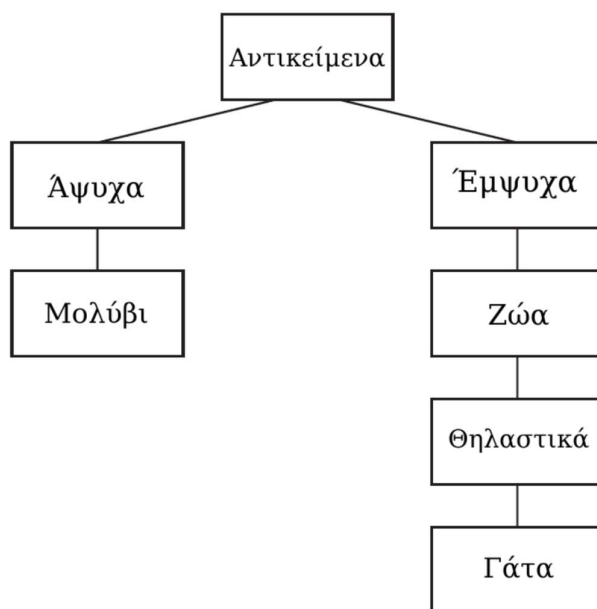 Αντικείμενα
Άψυχα
Έμψυχα
Μολύβι
Ζώα
Θηλαστικά
Γάτα